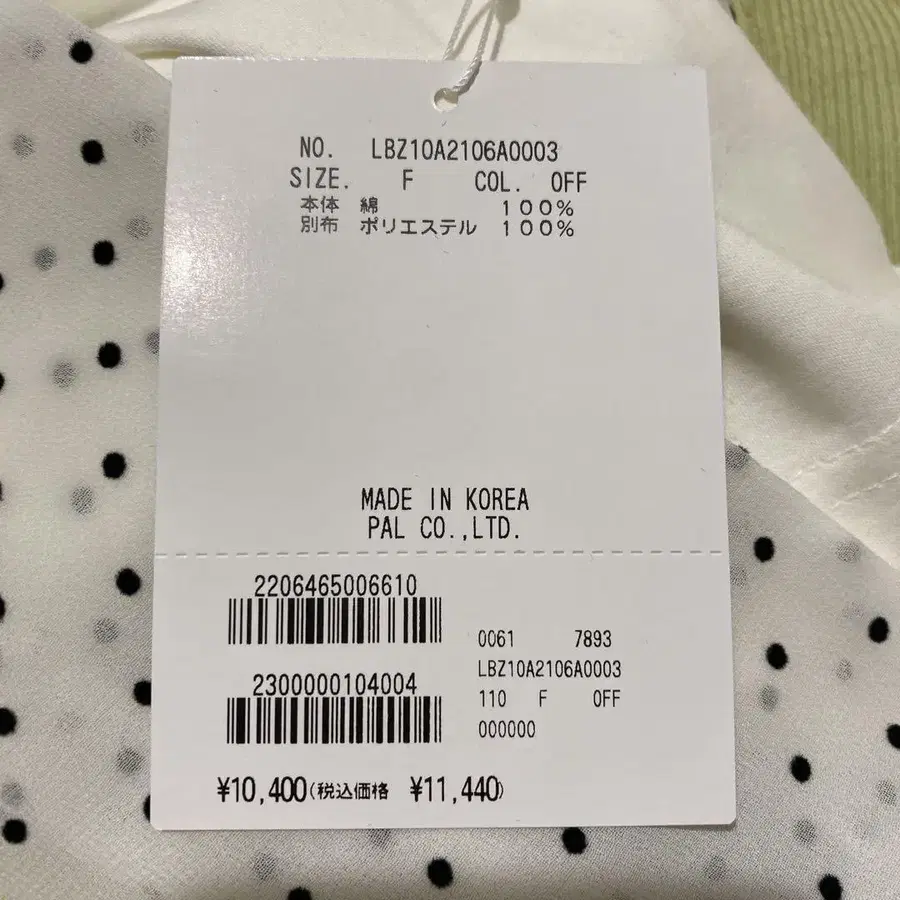 NO. LBZ10A2106A0003
SIZE. F COL. OFF
本体 綿 100%
別布 ポリエステル 100%
MADE IN KOREA
PAL CO.,LTD.
2206465006610
2300000104004
0061 7893
LBZ10A2106A0003
110 F OFF
000000
¥10,400(税込価格 ¥11,440)